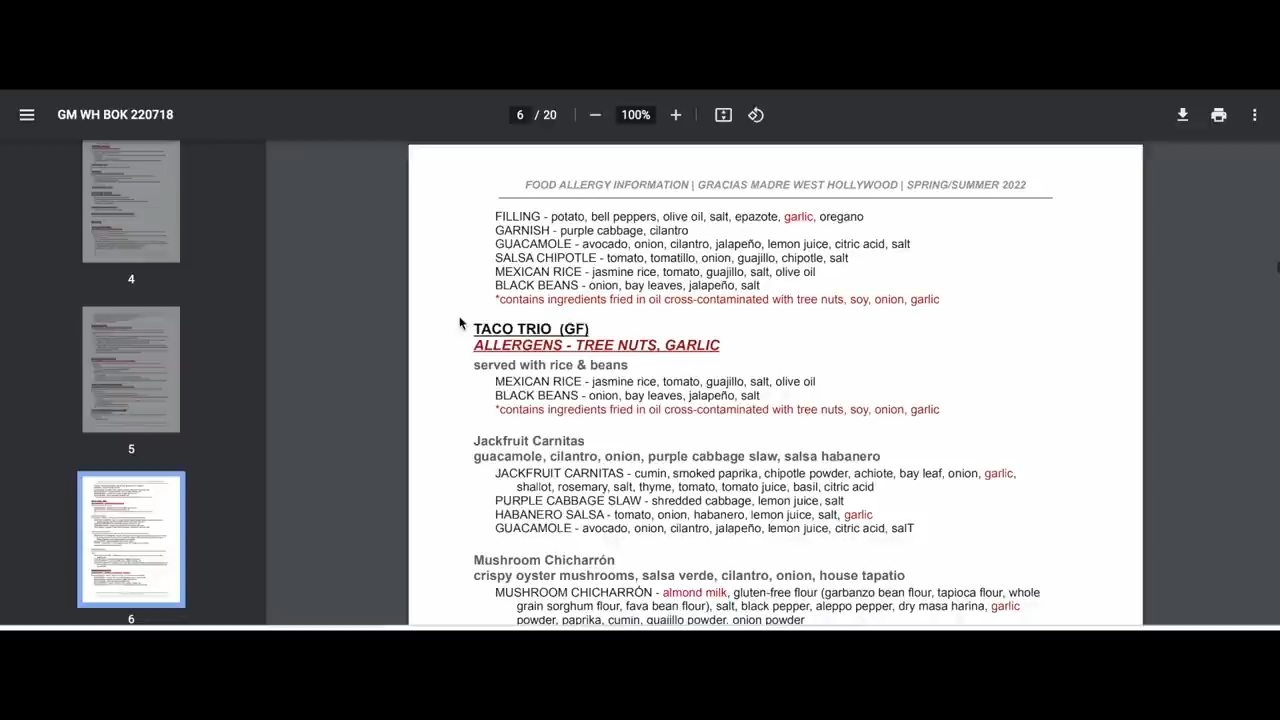 GM WH BOK 220718
6 / 20
100%
4
5
6
FOOD ALLERGY INFORMATION | GRACIAS MADRE WEST HOLLYWOOD | SPRING/SUMMER 2022
FILLING - potato, bell peppers, olive oil, salt, epazote, garlic, oregano
GARNISH - purple cabbage, cilantro
GUACAMOLE - avocado, onion, cilantro, jalapeño, lemon juice, citric acid, salt
SALSA CHIPOTLE - tomato, tomatillo, onion, guajillo, chipotle, salt
MEXICAN RICE - jasmine rice, tomato, guajillo, salt, olive oil
BLACK BEANS - onion, bay leaves, jalapeño, salt
*contains ingredients fried in oil cross-contaminated with tree nuts, soy, onion, garlic
TACO TRIO (GF)
ALLERGENS - TREE NUTS, GARLIC
served with rice & beans
MEXICAN RICE - jasmine rice, tomato, guajillo, salt, olive oil
BLACK BEANS - onion, bay leaves, jalapeño, salt
*contains ingredients fried in oil cross-contaminated with tree nuts, soy, onion, garlic
Jackfruit Carnitas
guacamole, cilantro, onion, purple cabbage slaw, salsa habanero
JACKFRUIT CARNITAS - cumin, smoked paprika, chipotle powder, achiote, bay leaf, onion, garlic,
shallot, rosemary, salt, thyme, tomato, tomato juice, basil, citric acid
PURPLE CABBAGE SLAW - shredded cabbage, lemon juice, salt
HABANERO SALSA - tomato, onion, habanero, lemon juice, salt, garlic
GUACAMOLE - avocado, onion, cilantro, jalapeño, lemon juice, citric acid, salT
Mushroom Chicharrón
crispy oyster mushrooms, salsa verde, cilantro, onion, house tapatio
MUSHROOM CHICHARRÓN - almond milk, gluten-free flour (garbanzo bean flour, tapioca flour, whole
grain sorghum flour, fava bean flour), salt, black pepper, aleppo pepper, dry masa harina, garlic
powder, paprika, cumin, guajillo powder, onion powder